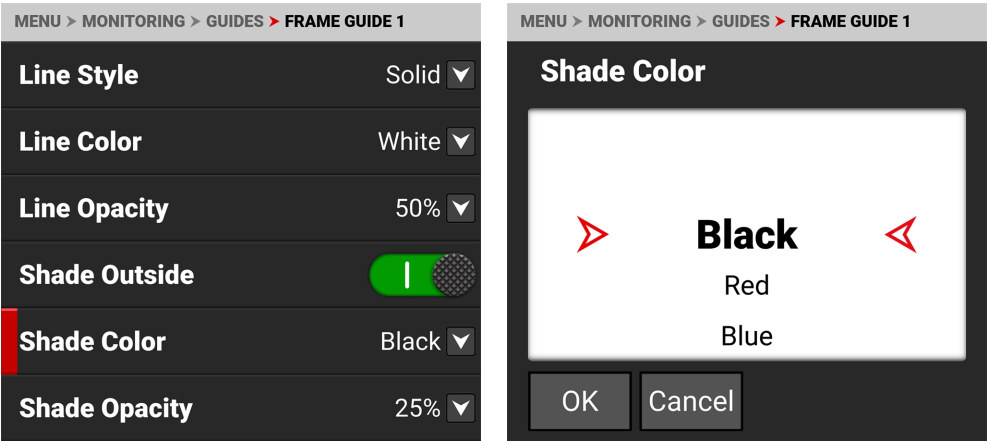 MENU > MONITORING > GUIDES > FRAME GUIDE 1
Line Style Solid
Line Color White
Line Opacity 50%
Shade Outside
Shade Color Black
Shade Opacity 25%
MENU > MONITORING > GUIDES > FRAME GUIDE 1
Shade Color
Black
Red
Blue
OK Cancel